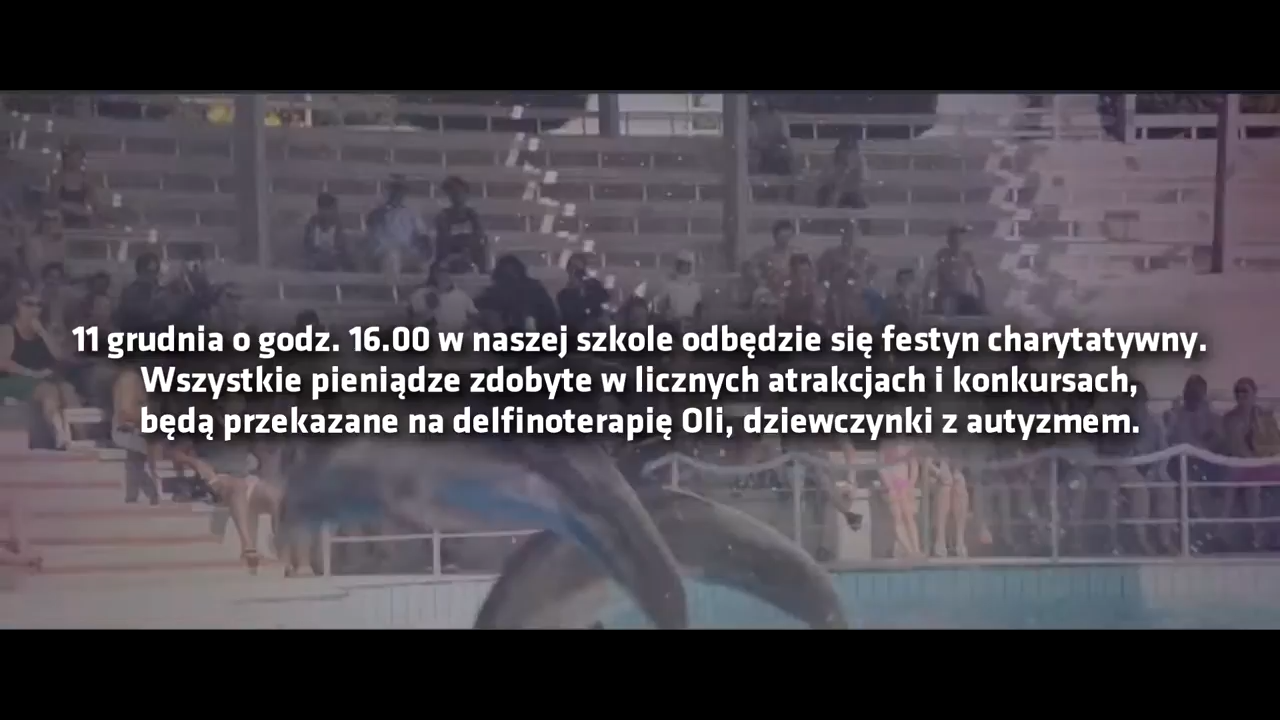 11 grudnia o godz. 16.00 w naszej szkole odbędzie się festyn charytatywny.
Wszystkie pieniądze zdobyte w licznych atrakcjach i konkursach,
będą przekazane na delfinoterapię Oli, dziewczynki z autyzmem.